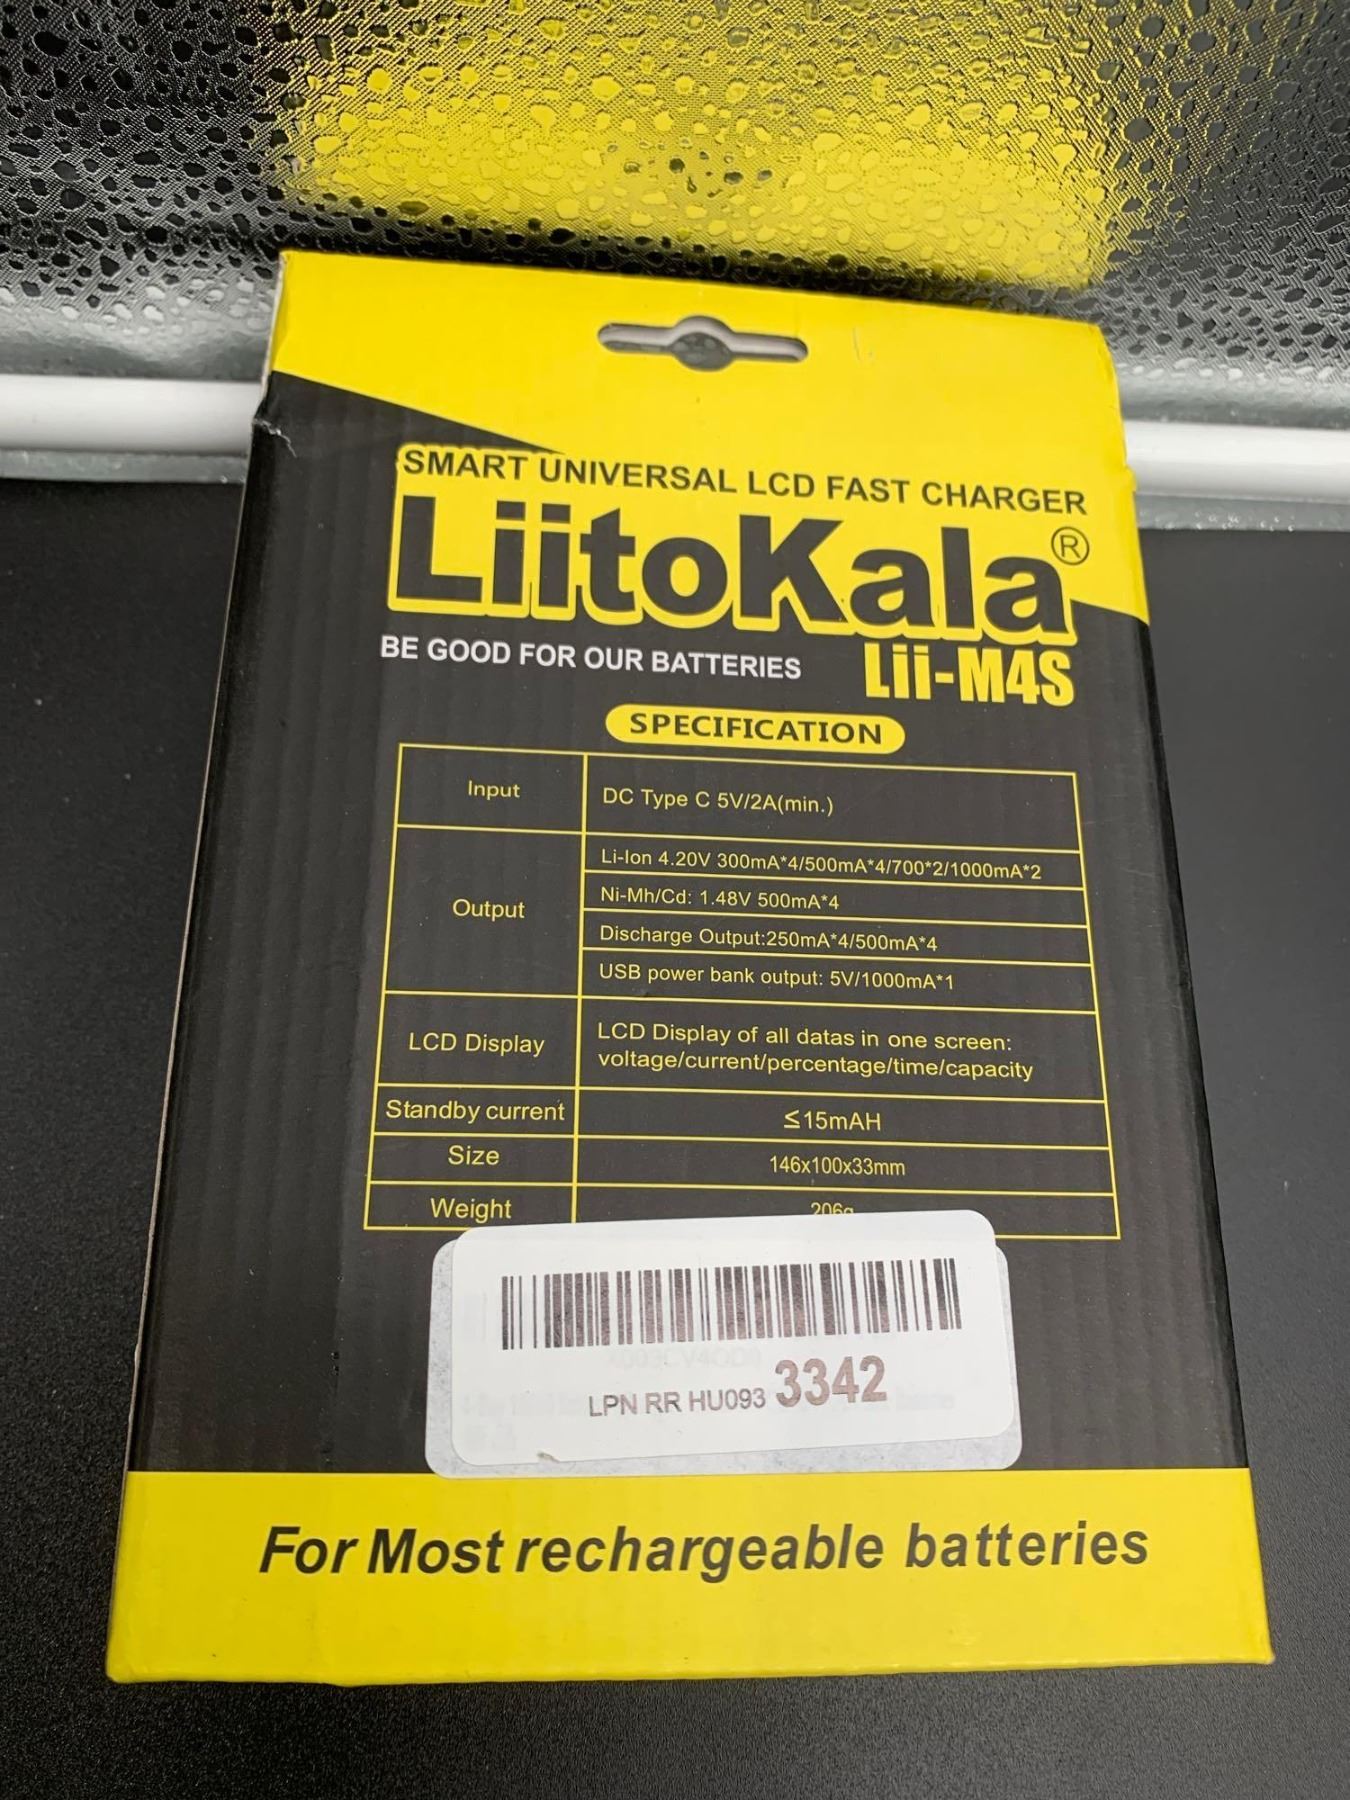 SMART UNIVERSAL LCD FAST CHARGER
LiitoKala®
BE GOOD FOR OUR BATTERIES
Lii-M4S
SPECIFICATION
Input
DC Type C 5V/2A(min.)
Output
Li-Ion 4.20V 300mA*4/500mA*4/700*2/1000mA*2
Ni-Mh/Cd: 1.48V 500mA*4
Discharge Output:250mA*4/500mA*4
USB power bank output: 5V/1000mA*1
LCD Display
LCD Display of all datas in one screen:
voltage/current/percentage/time/capacity
Standby current
≤15mAH
Size
146x100x33mm
Weight
206g
LPN RR HU093 3342
For Most rechargeable batteries